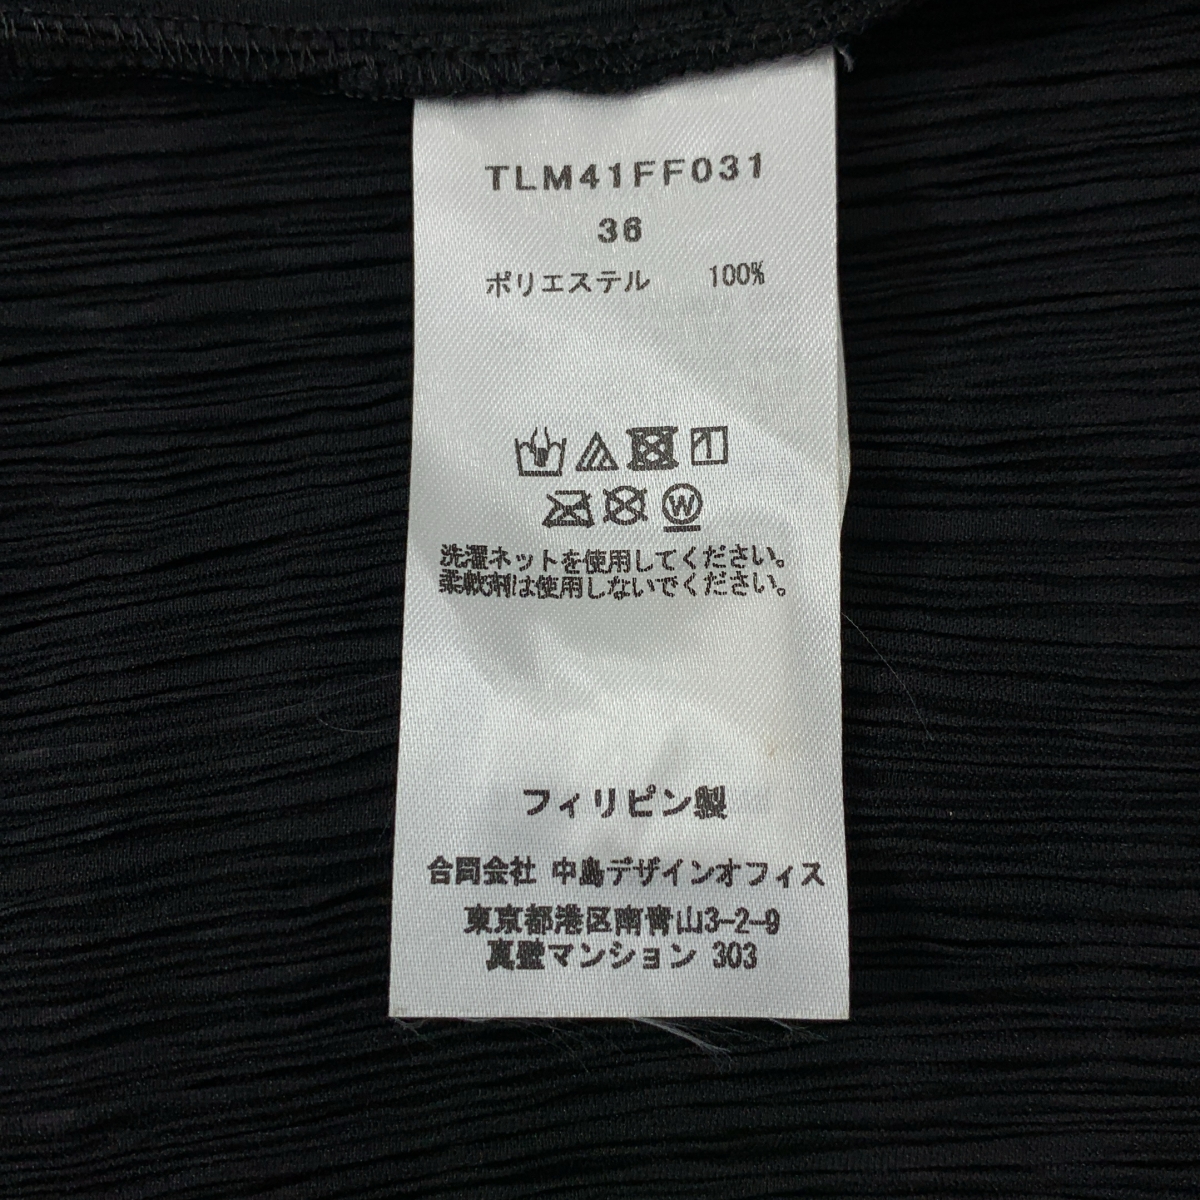 TLM41FF031
36
ポリエステル 100%
W
洗濯ネットを使用してください。
柔軟剤は使用しないでください。
フィリピン製
合同会社 中島デザインオフィス
東京都港区南青山3-2-9
真壁マンション 303